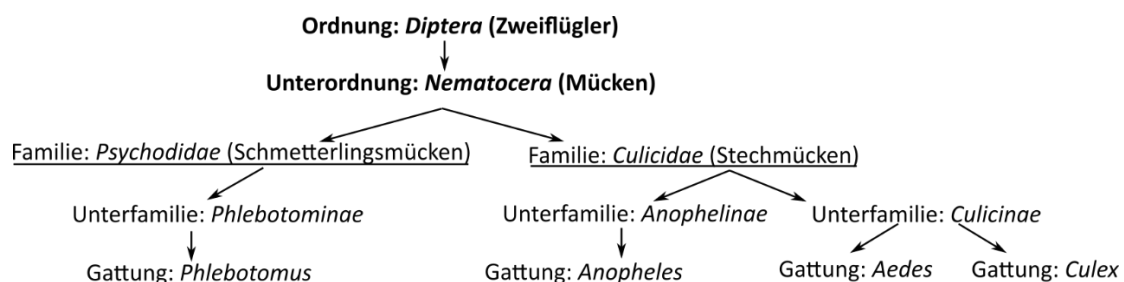 Ordnung: Diptera (Zweiflügler)
Unterordnung: Nematocera (Mücken)
Familie: Psychodidae (Schmetterlingsmücken)
Familie: Culicidae (Stechmücken)
Unterfamilie: Phlebotominae
Unterfamilie: Anophelinae
Unterfamilie: Culicinae
Gattung: Phlebotomus
Gattung: Anopheles
Gattung: Aedes
Gattung: Culex